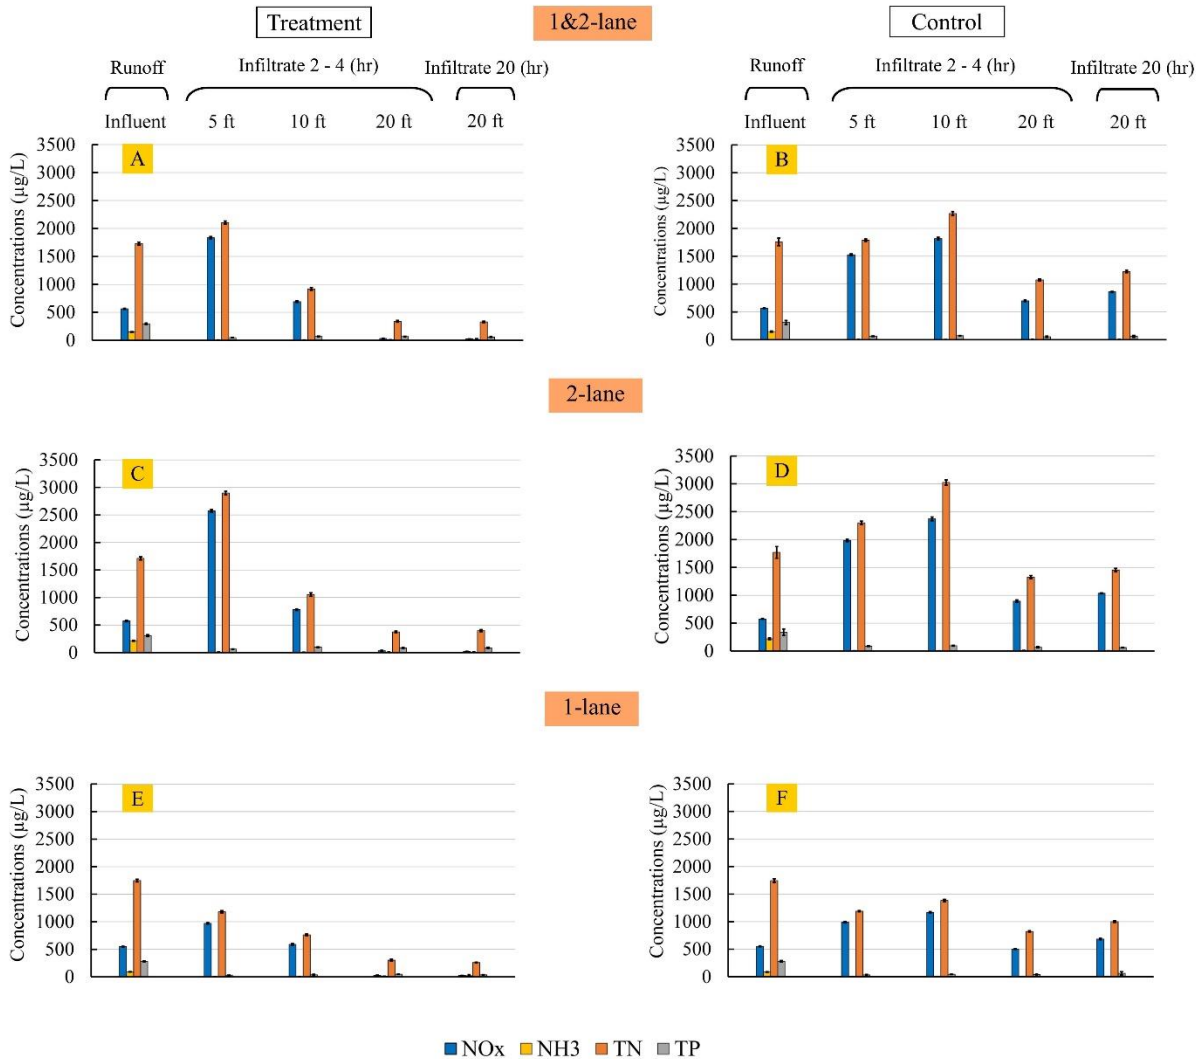 Treatment 1&2-lane Control
Runoff Infiltrate 2 - 4 (hr) Infiltrate 20 (hr) Runoff Infiltrate 2 - 4 (hr) Infiltrate 20 (hr)
Influent 5 ft 10 ft 20 ft 20 ft Influent 5 ft 10 ft 20 ft 20 ft
Concentrations (µg/L)
A
3500
3000
2500
2000
1500
1000
500
0
Concentrations (µg/L)
B
3500
3000
2500
2000
1500
1000
500
0
2-lane
Concentrations (µg/L)
C
3500
3000
2500
2000
1500
1000
500
0
Concentrations (µg/L)
D
3500
3000
2500
2000
1500
1000
500
0
1-lane
Concentrations (µg/L)
E
3500
3000
2500
2000
1500
1000
500
0
Concentrations (µg/L)
F
3500
3000
2500
2000
1500
1000
500
0
NOx NH3 TN TP